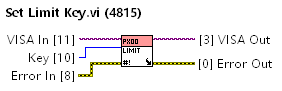 Set Limit Key.vi (4815)
VISA In [11]
PXDD
[3] VISA Out
Key [10]
LIMIT
Error In [8]
#!
[0] Error Out